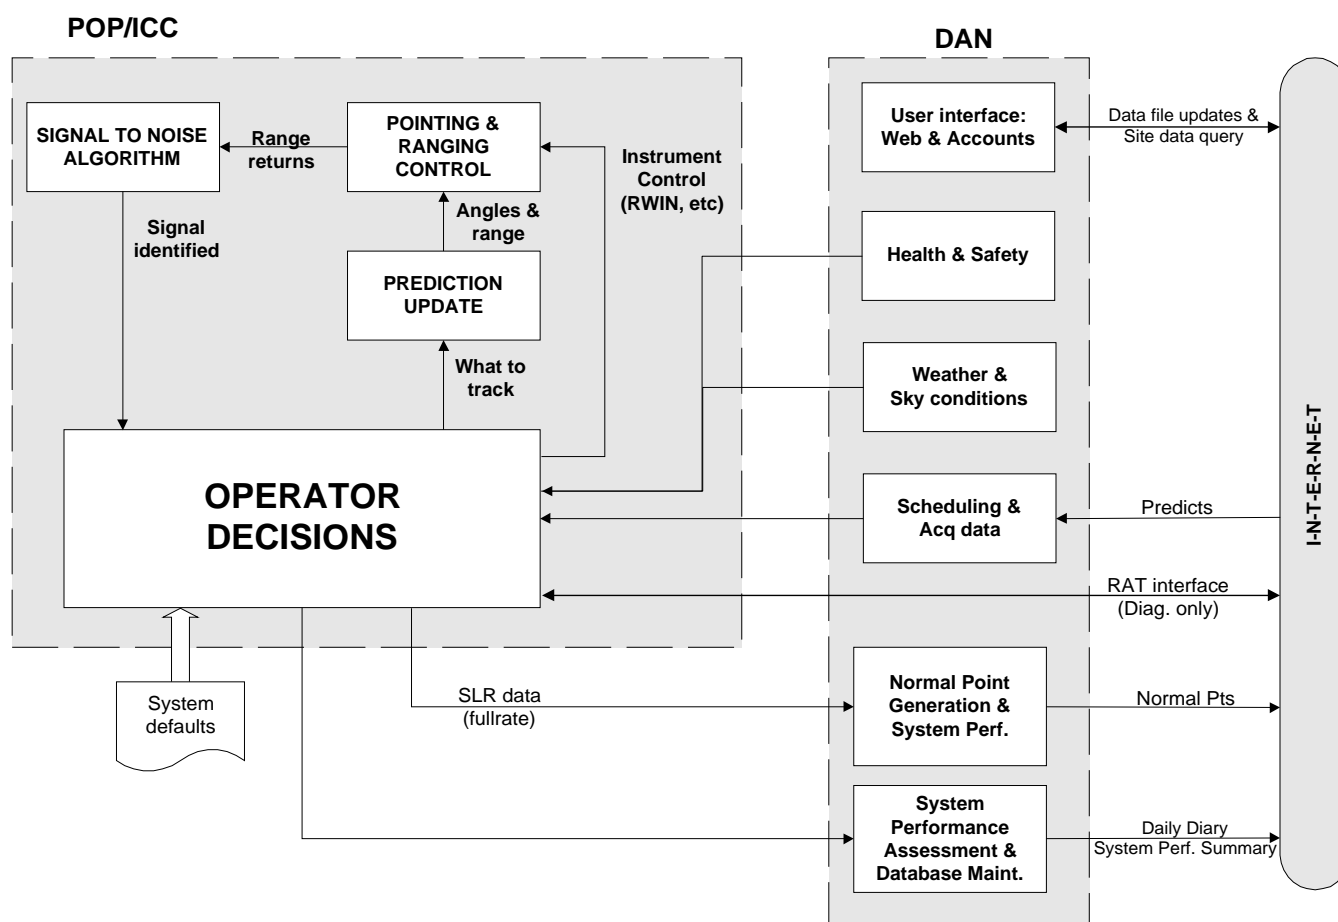 POP/ICC
DAN
SIGNAL TO NOISE
ALGORITHM
Range
returns
POINTING &
RANGING
CONTROL
Instrument
Control
(RWIN, etc)
Signal
identified
Angles &
range
PREDICTION
UPDATE
What to
track
OPERATOR
DECISIONS
System
defaults
SLR data
(fullrate)
User interface:
Web & Accounts
Data file updates &
Site data query
Health & Safety
Weather &
Sky conditions
Scheduling &
Acq data
Predicts
RAT interface
(Diag. only)
Normal Point
Generation &
System Perf.
Normal Pts
System
Performance
Assessment &
Database Maint.
Daily Diary
System Perf. Summary
I-N-T-E-R-N-E-T